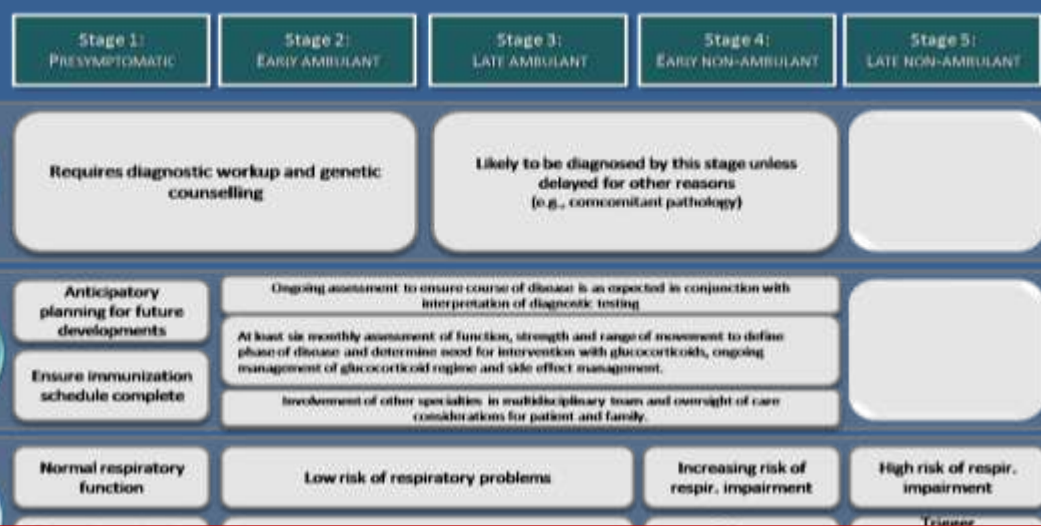 Stage 1:
PRESYMPTOMATIC
Stage 2:
EARLY AMBULANT
Stage 3:
LATE AMBULANT
Stage 4:
EARLY NON-AMBULANT
Stage 5:
LATE NON-AMBULANT
Requires diagnostic workup and genetic
counselling
Likely to be diagnosed by this stage unless
delayed for other reasons
(e.g., comcomitant pathology)
Anticipatory
planning for future
developments
Ensure immunization
schedule complete
Ongoing assessment to ensure course of disease is as expected in conjunction with
interpretation of diagnostic testing
At least six monthly assessment of function, strength and range of movement to define
phase of disease and determine need for intervention with glucocorticoids, ongoing
management of glucocorticoid regime and side effect management.
Involvement of other specialties in multidisciplinary team and oversight of care
considerations for patient and family.
Normal respiratory
function
Low risk of respiratory problems
Increasing risk of
respir. impairment
High risk of respir.
impairment
Trigger